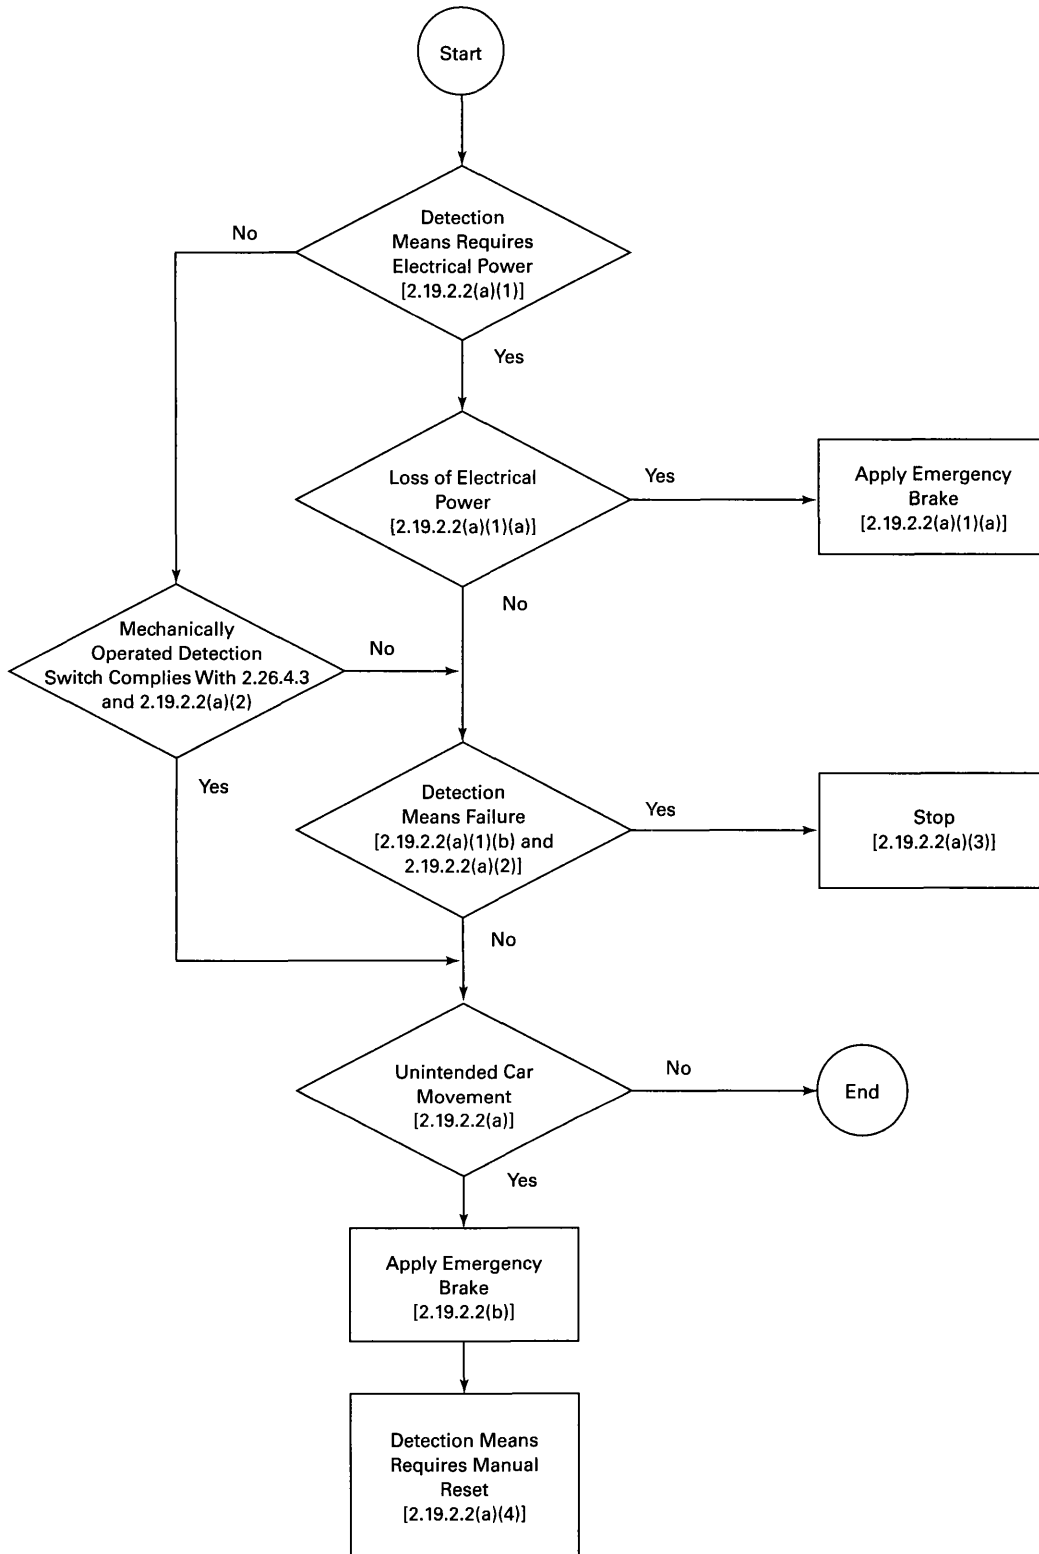 Start
Detection
Means Requires
Electrical Power
[2.19.2.2(a)(1)]
No
Yes
Loss of Electrical
Power
[2.19.2.2(a)(1)(a)]
Yes
Apply Emergency
Brake
[2.19.2.2(a)(1)(a)]
No
Mechanically
Operated Detection
Switch Complies With 2.26.4.3
and 2.19.2.2(a)(2)
No
Yes
Detection
Means Failure
[2.19.2.2(a)(1)(b) and
2.19.2.2(a)(2)]
Yes
Stop
[2.19.2.2(a)(3)]
No
Unintended Car
Movement
[2.19.2.2(a)]
No
End
Yes
Apply Emergency
Brake
[2.19.2.2(b)]
Detection Means
Requires Manual
Reset
[2.19.2.2(a)(4)]